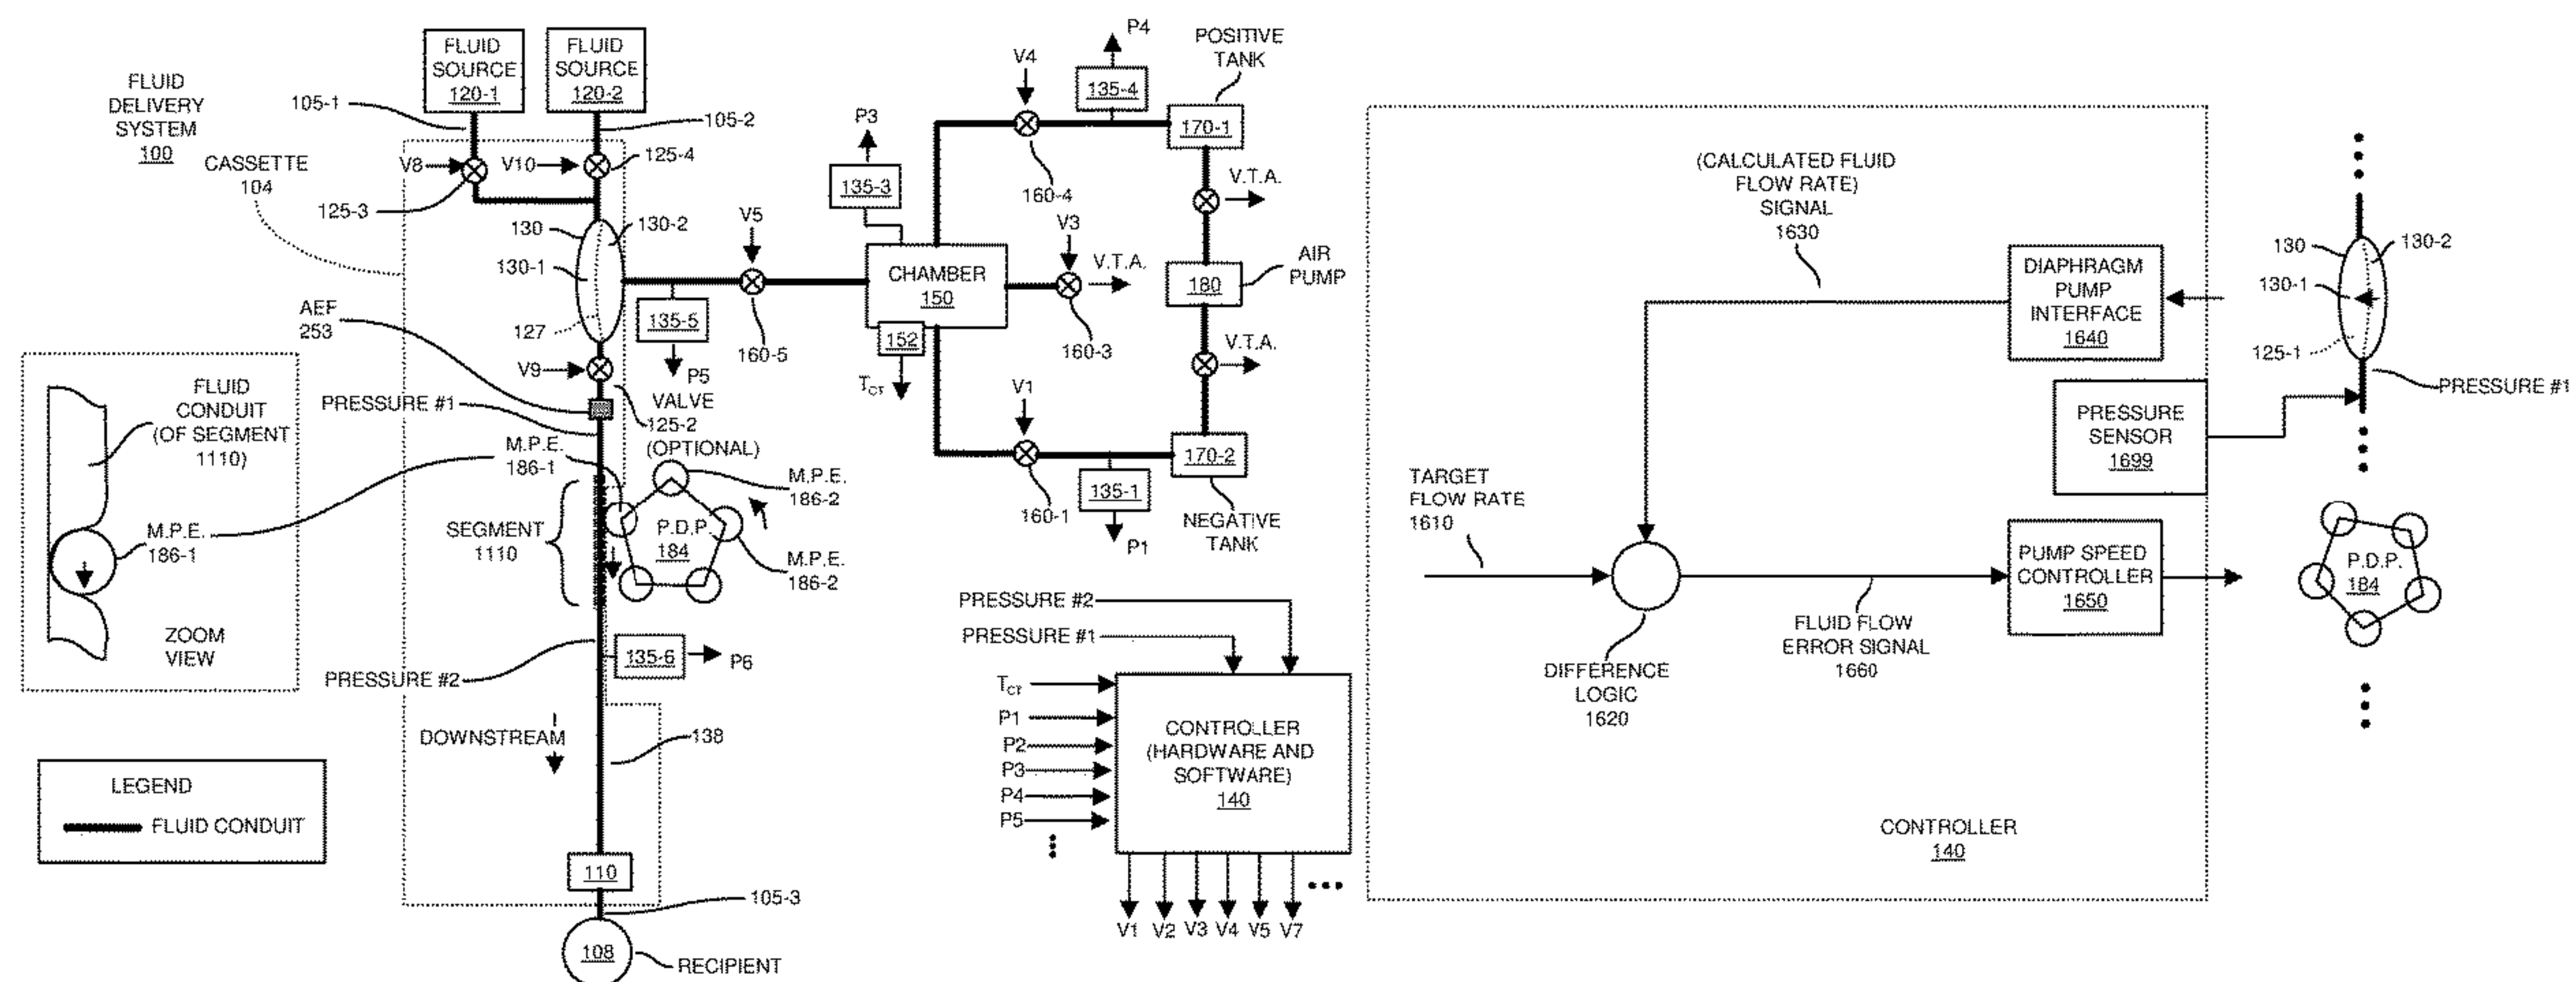 FLUID
DELIVERY
SYSTEM
100
FLUID
SOURCE
120-1
FLUID
SOURCE
120-2
105-1
105-2
CASSETTE
104
V8
V10
125-4
125-3
130
130-2
130-1
127
AEF
253
V9
PRESSURE #1
135-5
P5
VALVE
125-2
(OPTIONAL)
V5
160-5
P3
135-3
CHAMBER
150
152
TCT
V4
160-4
P4
135-4
POSITIVE
TANK
170-1
V.T.A.
V3
V.T.A.
160-3
180
AIR
PUMP
V.T.A.
V1
160-1
135-1
P1
170-2
NEGATIVE
TANK
FLUID
CONDUIT
(OF SEGMENT
1110)
M.P.E.
186-1
ZOOM
VIEW
M.P.E.
186-1
M.P.E.
186-2
SEGMENT
1110
P.D.P.
184
M.P.E.
186-2
135-6
P6
PRESSURE #2
DOWNSTREAM
138
LEGEND
FLUID CONDUIT
110
105-3
108
RECIPIENT
PRESSURE #2
PRESSURE #1
TCT
P1
P2
P3
P4
P5
CONTROLLER
(HARDWARE AND
SOFTWARE)
140
V1 V2 V3 V4 V5 V7
(CALCULATED FLUID
FLOW RATE)
SIGNAL
1630
DIAPHRAGM
PUMP
INTERFACE
1640
130
130-2
130-1
125-1
PRESSURE #1
PRESSURE
SENSOR
1699
TARGET
FLOW RATE
1610
DIFFERENCE
LOGIC
1620
FLUID FLOW
ERROR SIGNAL
1660
PUMP SPEED
CONTROLLER
1650
P.D.P.
184
CONTROLLER
140